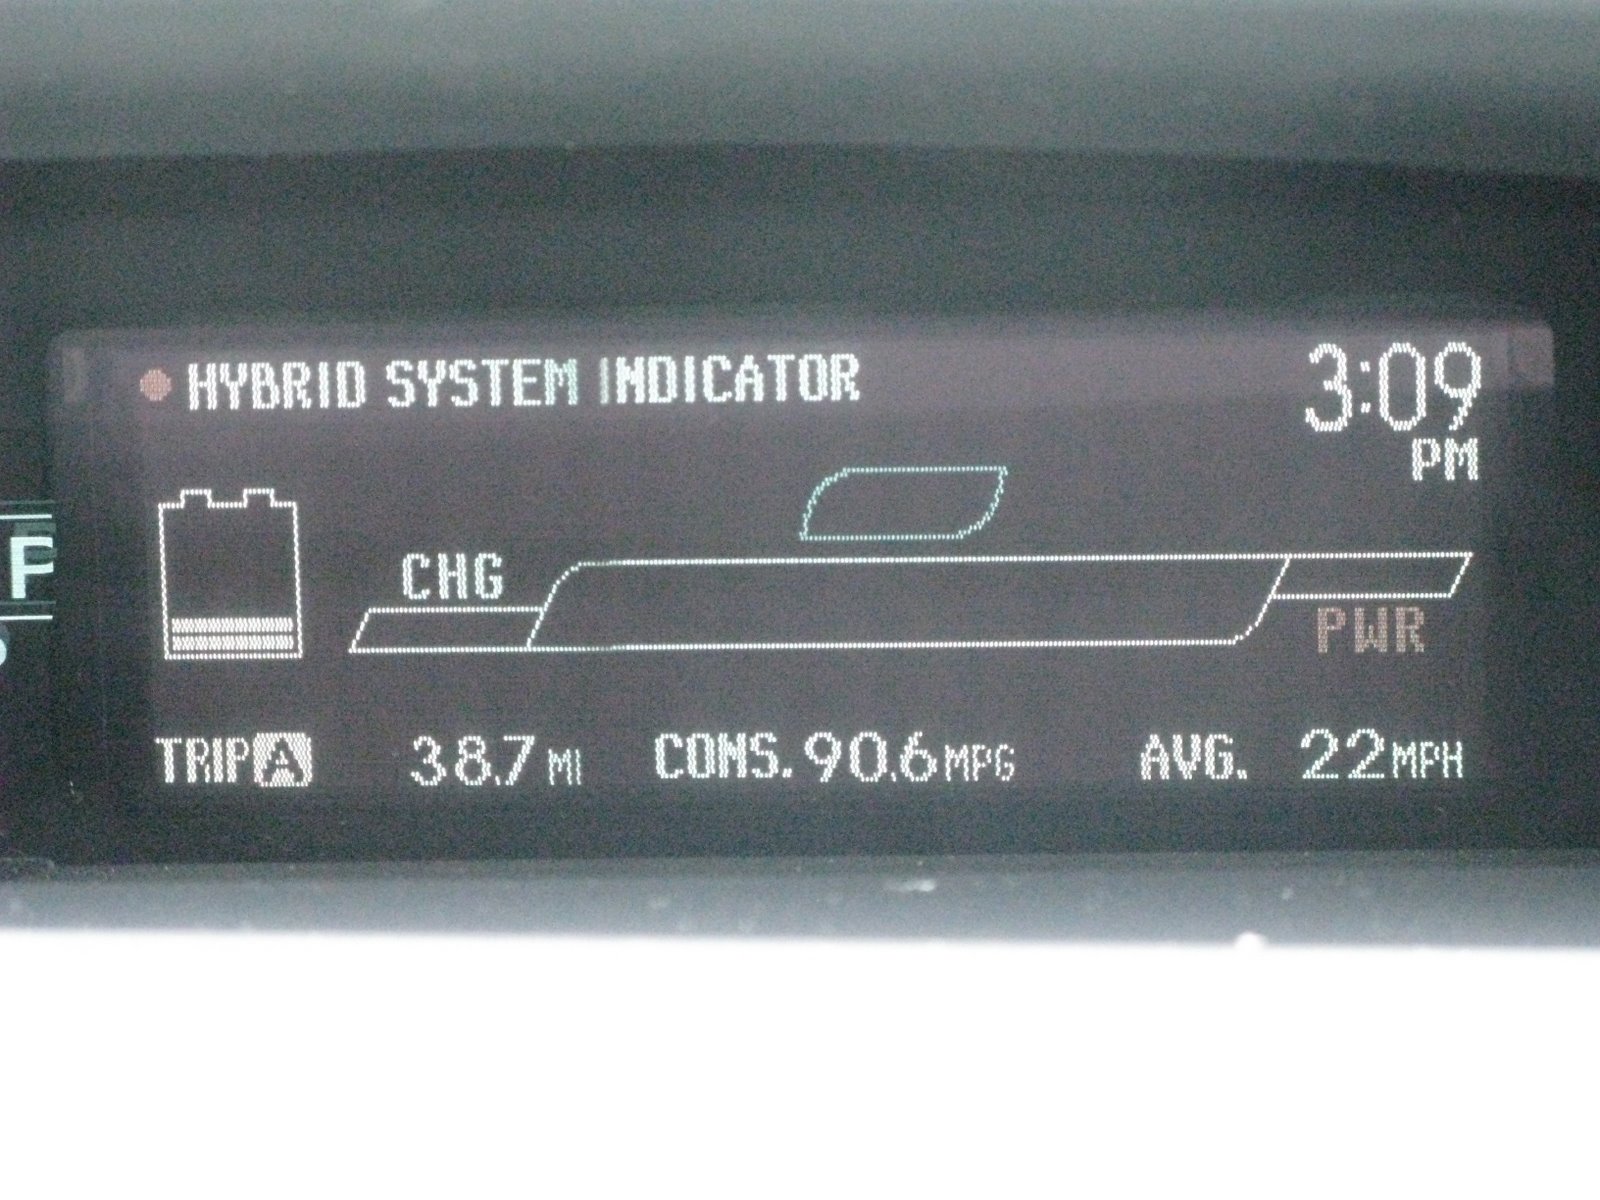 HYBRID SYSTEM INDICATOR
3:09
PM
F
CHG
PWR
TRIP A 38.7 MI CONS. 90.6 MPG AVG. 22 MPH